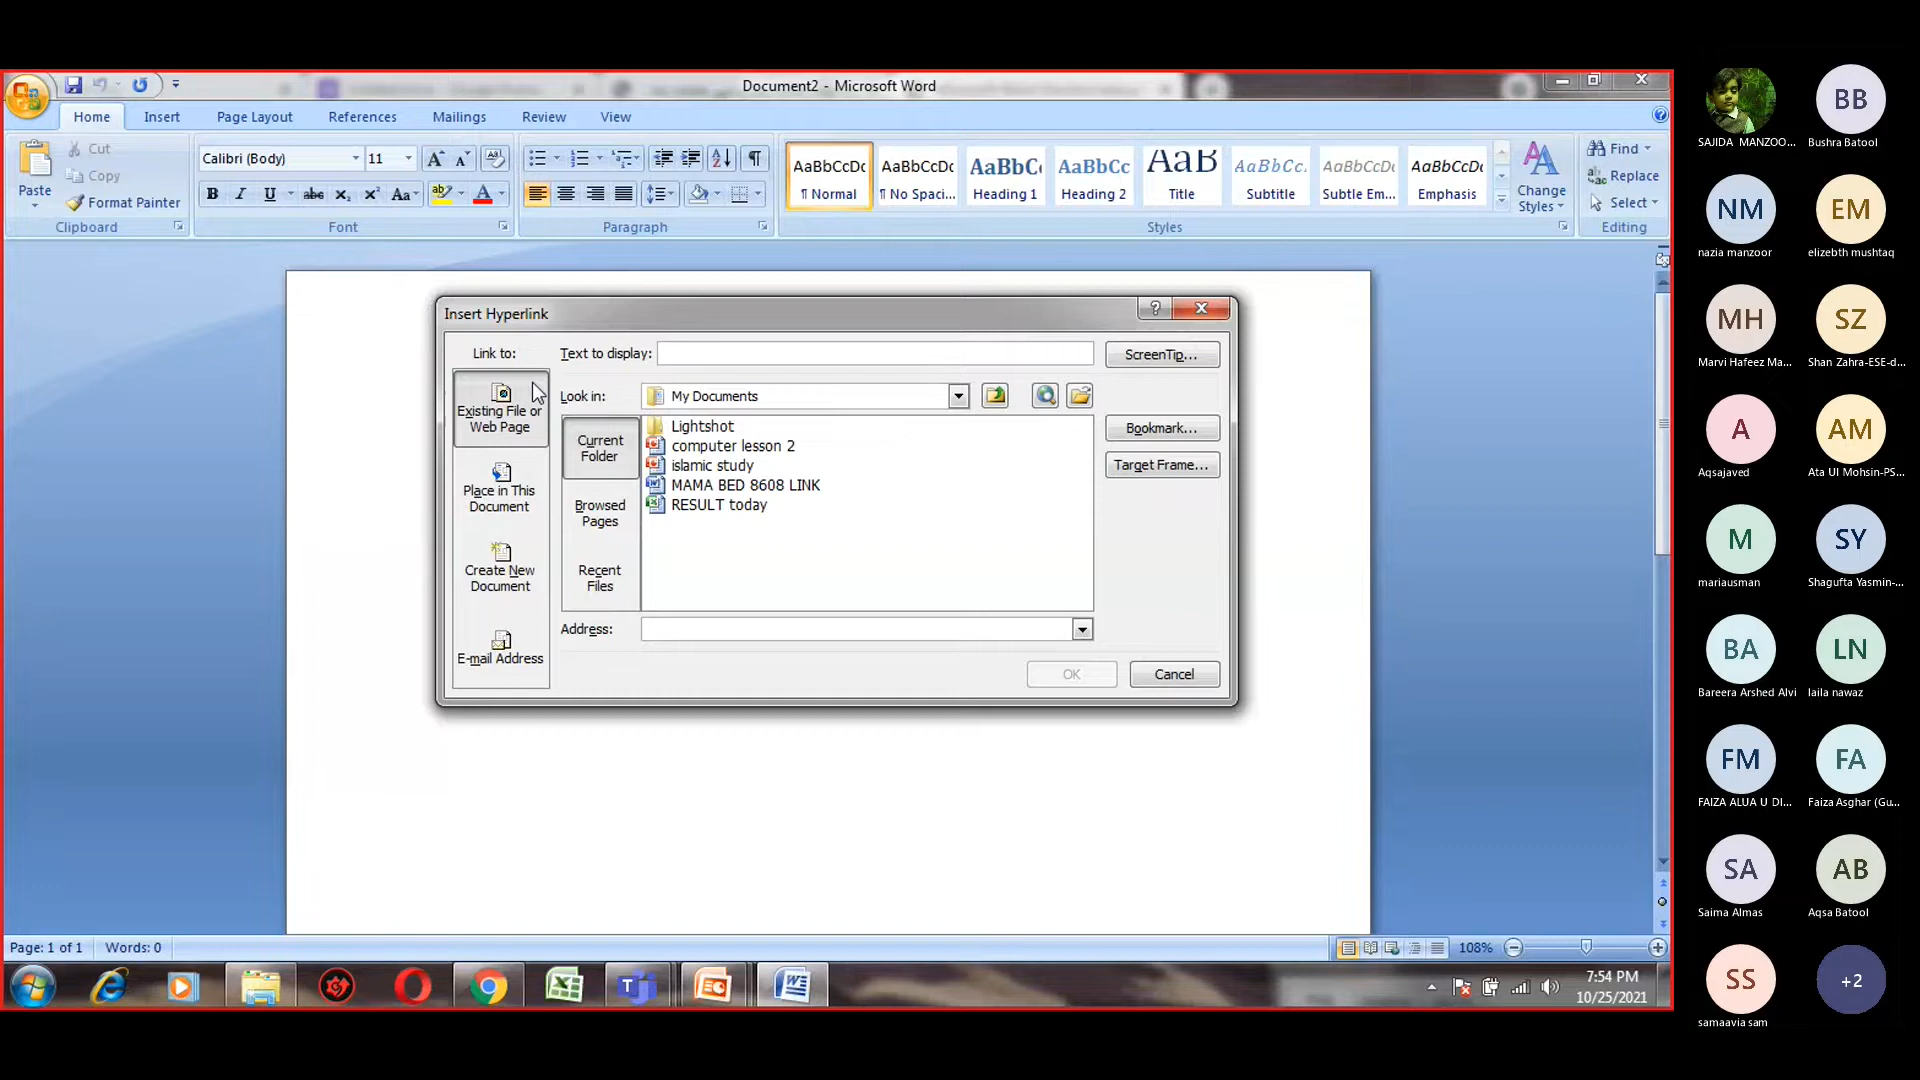 Document2 - Microsoft Word
Home Insert Page Layout References Mailings Review View
Paste
Cut
Copy
Format Painter
Clipboard
Calibri (Body) 11
B I U abc x₂ x² Aa
Font
Paragraph
AaBbCcDc AaBbCcDc AaBbC AaBbCc AaB AaBbCc. AaBbCcDc AaBbCcDc
¶ Normal ¶ No Spaci... Heading 1 Heading 2 Title Subtitle Subtle Em... Emphasis
Change
Styles
Styles
Find
Replace
Select
Editing
Insert Hyperlink
Link to:
Text to display:
ScreenTip...
Existing File or
Web Page
Place in This
Document
Create New
Document
E-mail Address
Look in:
My Documents
Current
Folder
Browsed
Pages
Recent
Files
Lightshot
computer lesson 2
islamic study
MAMA BED 8608 LINK
RESULT today
Bookmark...
Target Frame...
Address:
OK Cancel
Page: 1 of 1 Words: 0
108%
7:54 PM
10/25/2021
SAJIDA MANZOO...
BB
Bushra Batool
NM
nazia manzoor
EM
elizebth mushtaq
MH
Marvi Hafeez Ma...
SZ
Shan Zahra-ESE-d...
A
Aqsajaved
AM
Ata Ul Mohsin-PS...
M
mariausman
SY
Shagufta Yasmin-...
BA
Bareera Arshed Alvi
LN
laila nawaz
FM
FAIZA ALUA U DI...
FA
Faiza Asghar (Gu...
SA
Saima Almas
AB
Aqsa Batool
SS
samaavia sam
+2